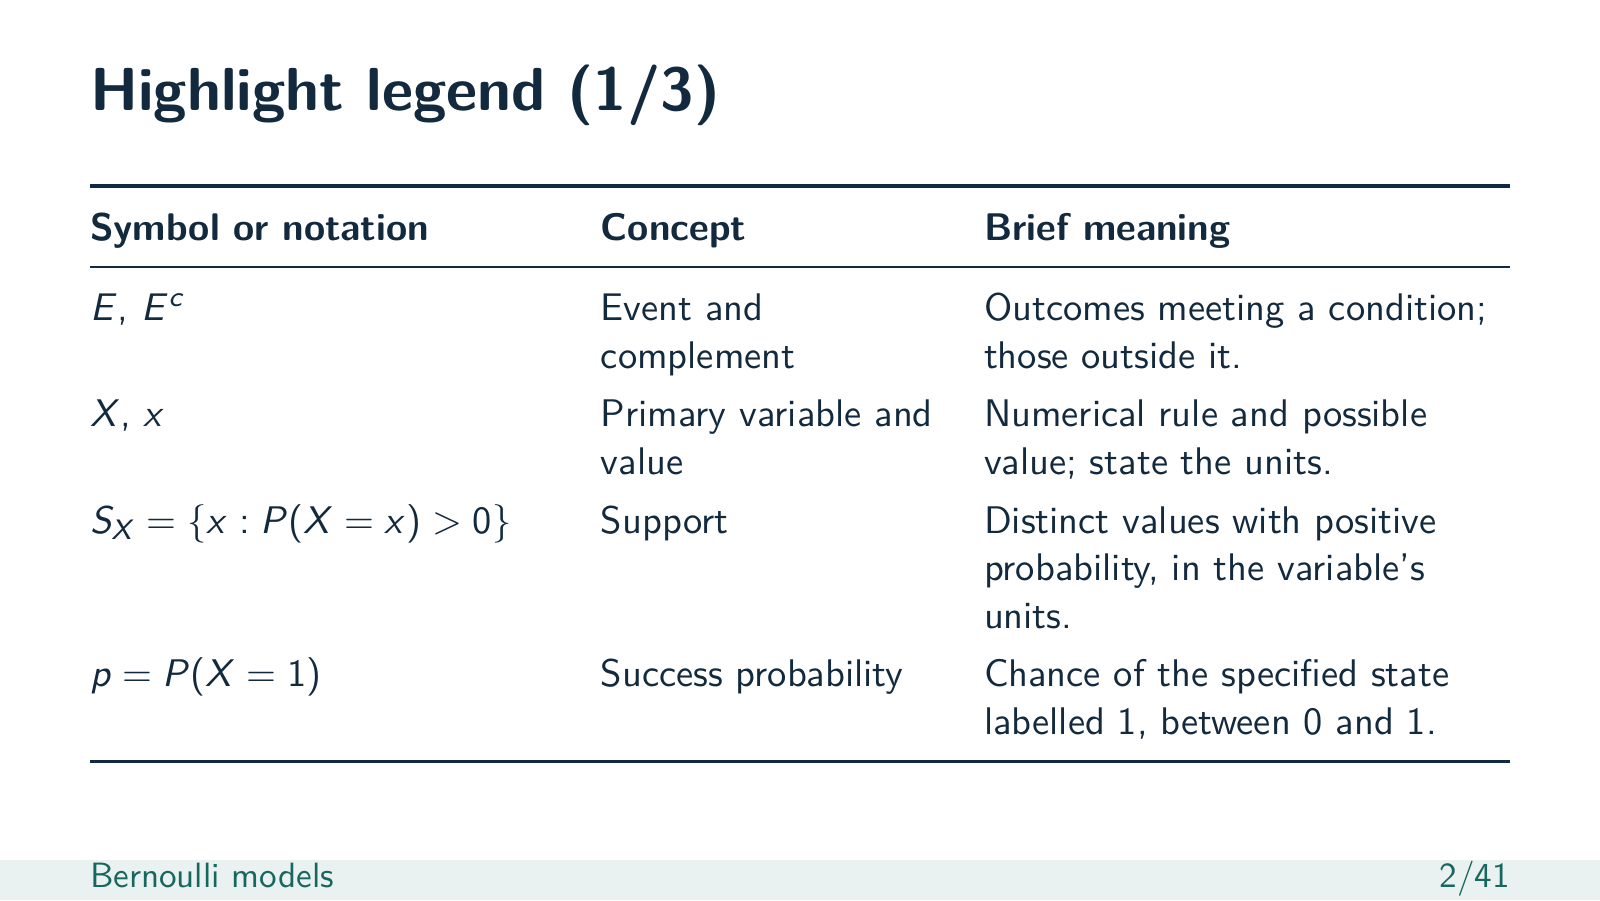 Highlight legend (1/3)
Symbol or notation Concept Brief meaning
E, Eᶜ Event and complement Outcomes meeting a condition; those outside it.
X, x Primary variable and value Numerical rule and possible value; state the units.
S_X = {x : P(X = x) > 0} Support Distinct values with positive probability, in the variable's units.
p = P(X = 1) Success probability Chance of the specified state labelled 1, between 0 and 1.
Bernoulli models 2/41